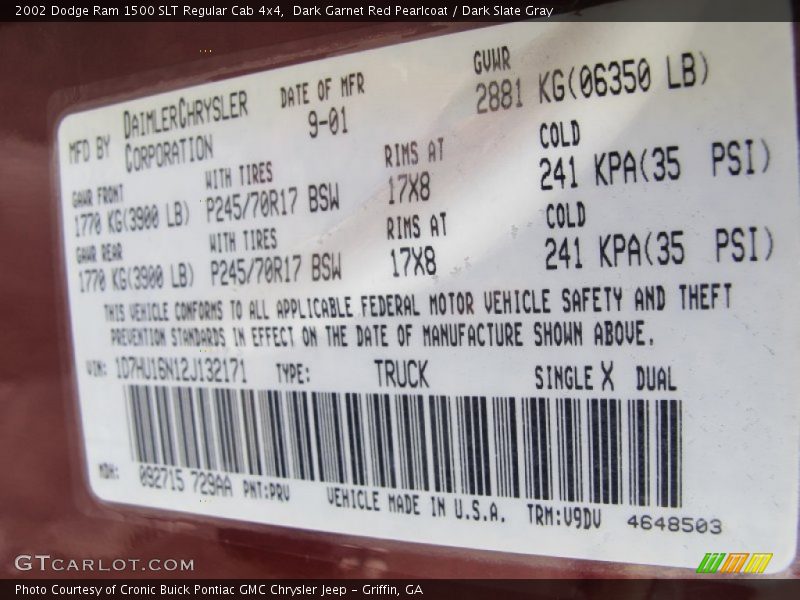 2002 Dodge Ram 1500 SLT Regular Cab 4x4, Dark Garnet Red Pearlcoat / Dark Slate Gray
MFD BY DAIMLERCHRYSLER CORPORATION
DATE OF MFR
9-01
GVWR
2881 KG(06350 LB)
GAWR FRONT
1770 KG(3900 LB)
WITH TIRES
P245/70R17 BSW
RIMS AT
17X8
COLD
241 KPA(35 PSI)
GAWR REAR
1770 KG(3900 LB)
WITH TIRES
P245/70R17 BSW
RIMS AT
17X8
COLD
241 KPA(35 PSI)
THIS VEHICLE CONFORMS TO ALL APPLICABLE FEDERAL MOTOR VEHICLE SAFETY AND THEFT
PREVENTION STANDARDS IN EFFECT ON THE DATE OF MANUFACTURE SHOWN ABOVE.
VIN: 1D7HU16N12J132171 TYPE: TRUCK SINGLE X DUAL
MDH: 092715 729AA PNT:PRV VEHICLE MADE IN U.S.A. TRM:V9DV 4648503
GTCARLOT.COM
Photo Courtesy of Cronic Buick Pontiac GMC Chrysler Jeep – Griffin, GA